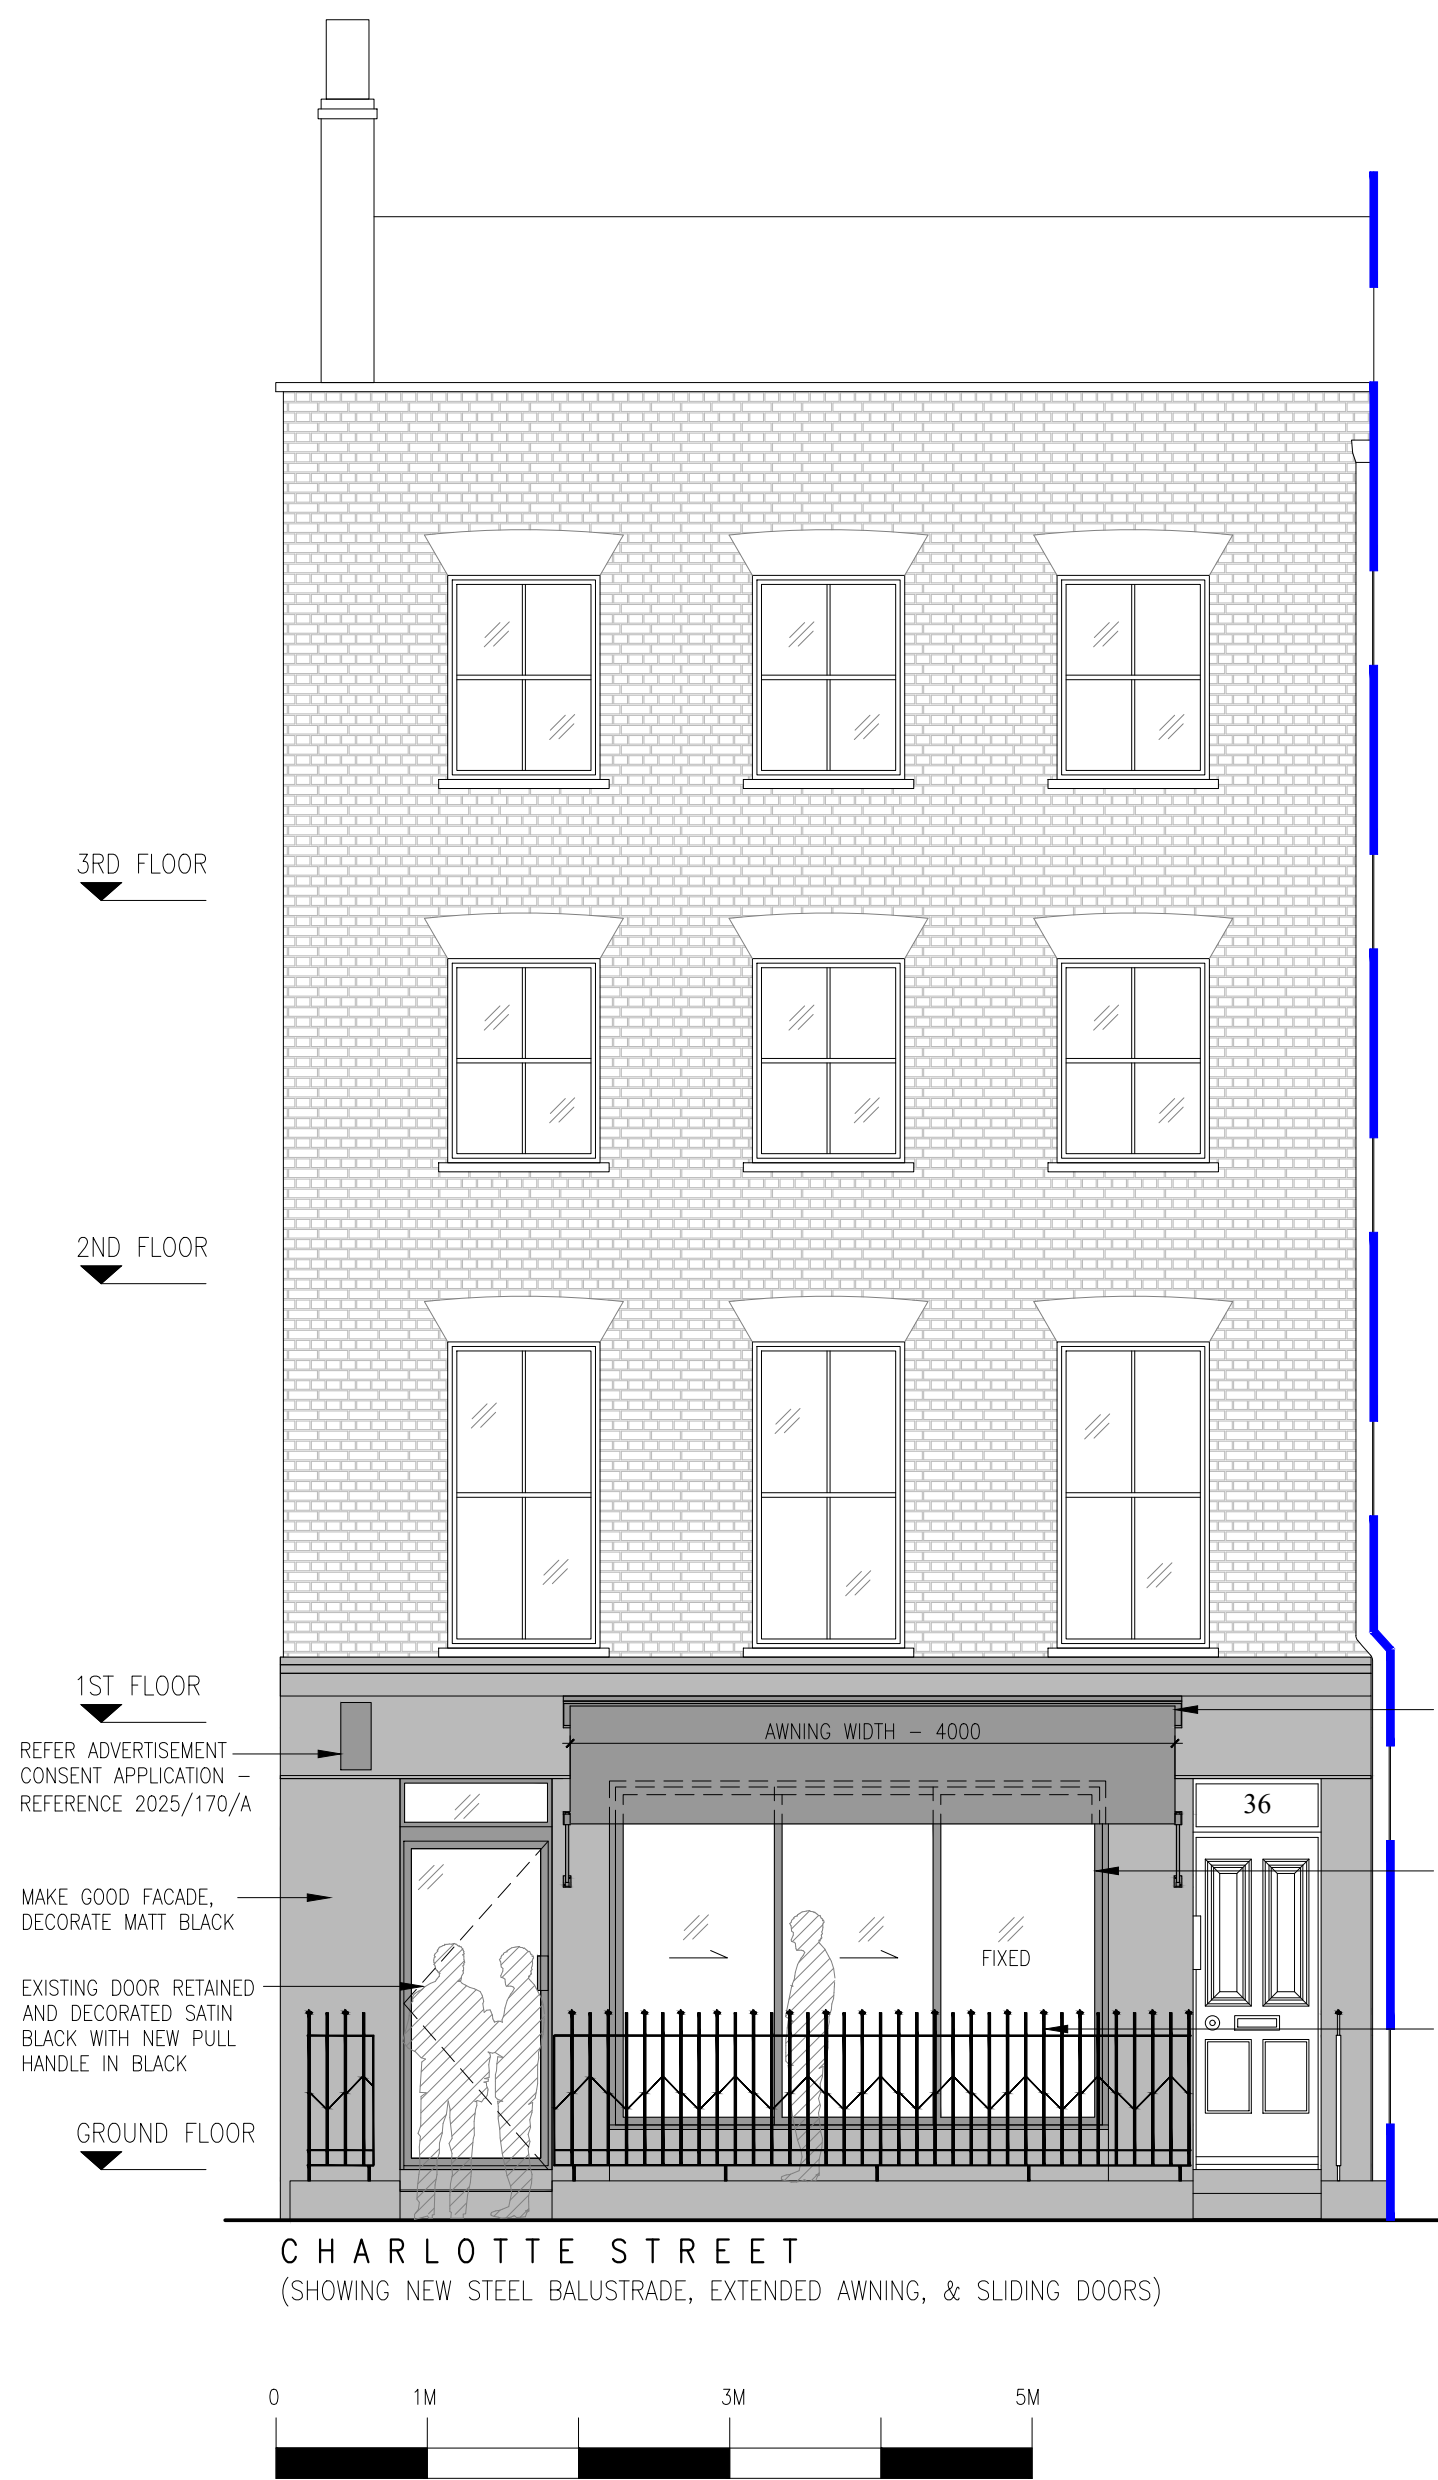 3RD FLOOR
2ND FLOOR
1ST FLOOR
REFER ADVERTISEMENT
CONSENT APPLICATION –
REFERENCE 2025/170/A
AWNING WIDTH – 4000
36
MAKE GOOD FACADE,
DECORATE MATT BLACK
FIXED
EXISTING DOOR RETAINED
AND DECORATED SATIN
BLACK WITH NEW PULL
HANDLE IN BLACK
GROUND FLOOR
CHARLOTTE STREET
(SHOWING NEW STEEL BALUSTRADE, EXTENDED AWNING, & SLIDING DOORS)
0 1M 3M 5M